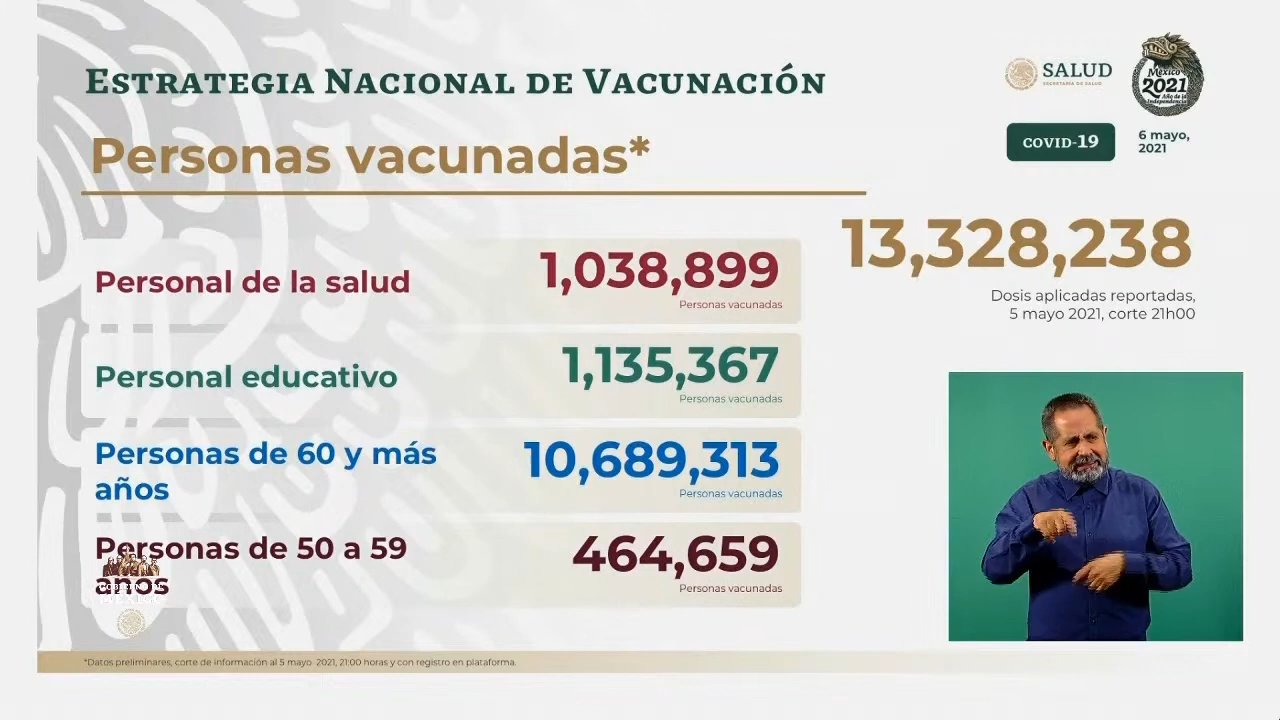 ESTRATEGIA NACIONAL DE VACUNACIÓN
SALUD
SECRETARÍA DE SALUD
México
2021
Año de la
Independencia
COVID-19
6 mayo,
2021
Personas vacunadas*
13,328,238
Dosis aplicadas reportadas,
5 mayo 2021, corte 21h00
Personal de la salud
1,038,899
Personas vacunadas
Personal educativo
1,135,367
Personas vacunadas
Personas de 60 y más
años
10,689,313
Personas vacunadas
Personas de 50 a 59
años
464,659
Personas vacunadas
GOBIERNO DE
MÉXICO
*Datos preliminares, corte de información al 5 mayo 2021, 21:00 horas y con registro en plataforma.